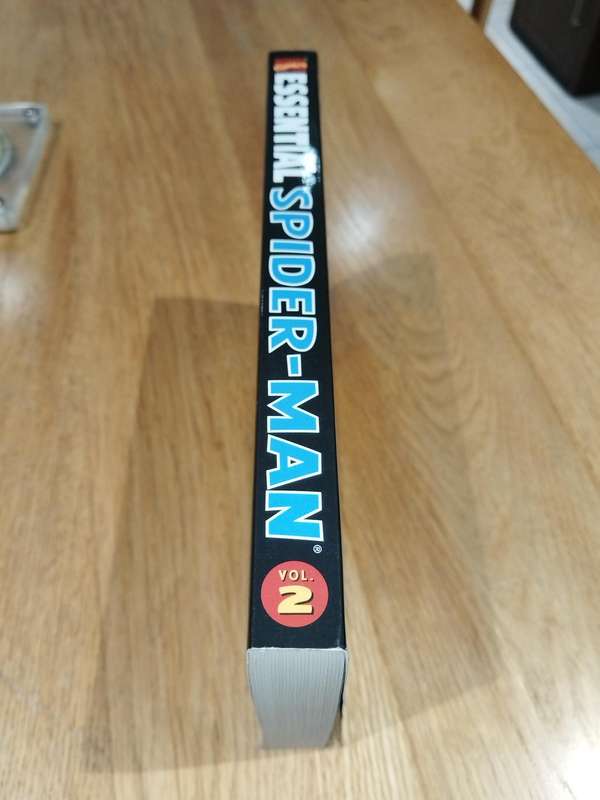 ESSENTIAL
SPIDER-MAN®
VOL.
2